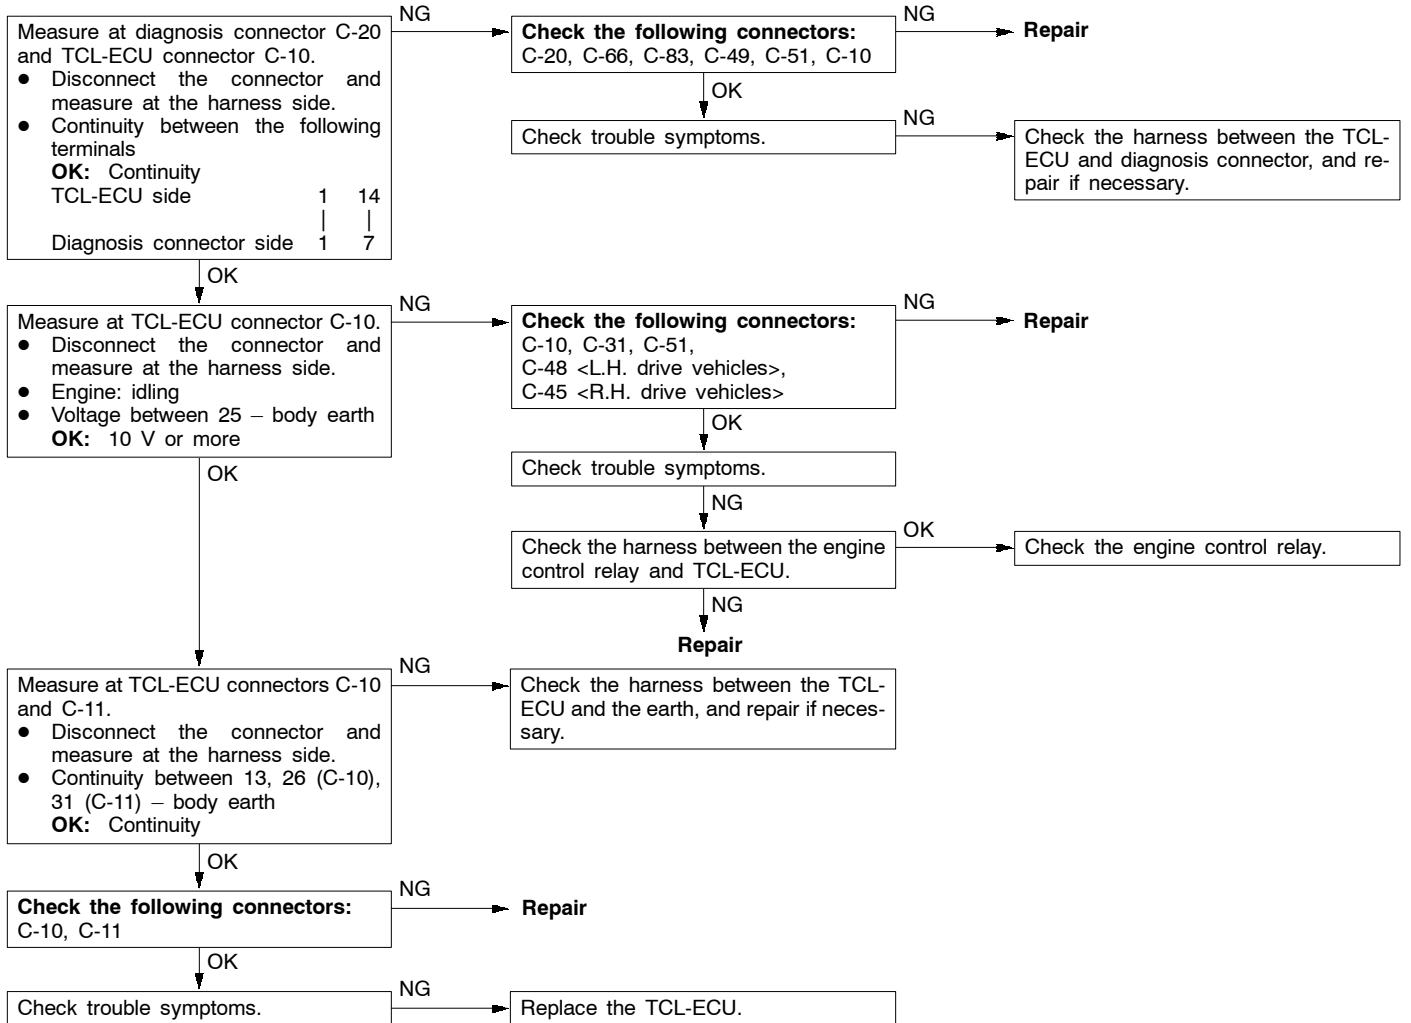 Measure at diagnosis connector C-20
and TCL-ECU connector C-10.
● Disconnect the connector and
measure at the harness side.
● Continuity between the following
terminals
OK: Continuity
TCL-ECU side 1 14
| |
Diagnosis connector side 1 7
NG
Check the following connectors:
C-20, C-66, C-83, C-49, C-51, C-10
NG
Repair
OK
Check trouble symptoms.
NG
Check the harness between the TCL-
ECU and diagnosis connector, and re-
pair if necessary.
OK
Measure at TCL-ECU connector C-10.
● Disconnect the connector and
measure at the harness side.
● Engine: idling
● Voltage between 25 – body earth
OK: 10 V or more
NG
Check the following connectors:
C-10, C-31, C-51,
C-48 <L.H. drive vehicles>,
C-45 <R.H. drive vehicles>
NG
Repair
OK
Check trouble symptoms.
NG
Check the harness between the engine
control relay and TCL-ECU.
OK
Check the engine control relay.
NG
Repair
OK
Measure at TCL-ECU connectors C-10
and C-11.
● Disconnect the connector and
measure at the harness side.
● Continuity between 13, 26 (C-10),
31 (C-11) – body earth
OK: Continuity
NG
Check the harness between the TCL-
ECU and the earth, and repair if neces-
sary.
OK
Check the following connectors:
C-10, C-11
NG
Repair
OK
Check trouble symptoms.
NG
Replace the TCL-ECU.